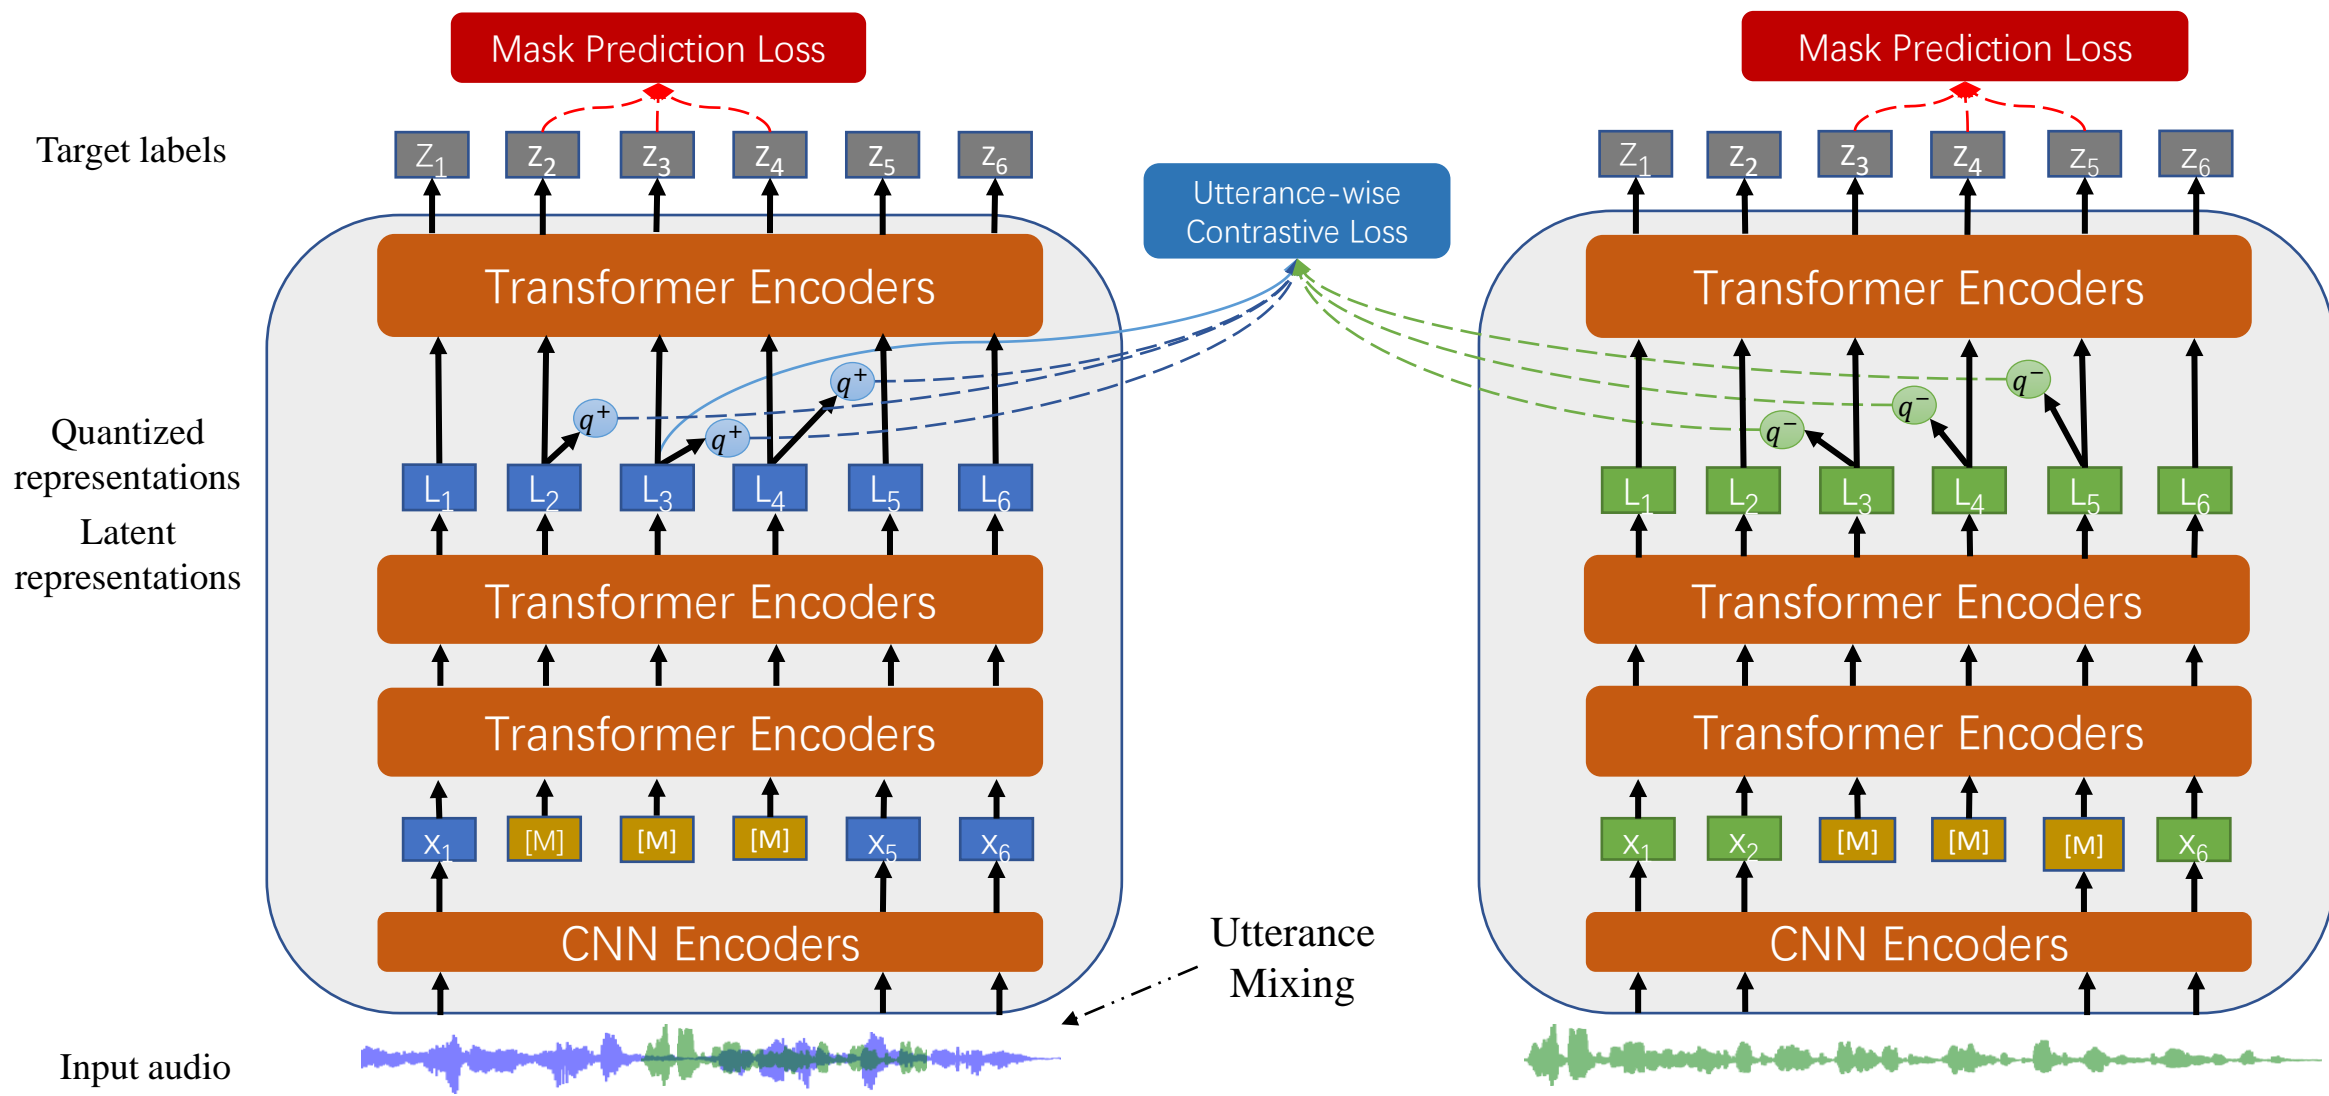 Mask Prediction Loss
Mask Prediction Loss
Target labels
Z₁ z₂ z₃ z₄ z₅ z₆
Z₁ z₂ z₃ z₄ z₅ z₆
Utterance-wise
Contrastive Loss
Transformer Encoders
Transformer Encoders
q⁺ q⁺ q⁺
q⁻ q⁻ q⁻
Quantized
representations
L₁ L₂ L₃ L₄ L₅ L₆
L₁ L₂ L₃ L₄ L₅ L₆
Latent
representations
Transformer Encoders
Transformer Encoders
Transformer Encoders
Transformer Encoders
x₁ [M] [M] [M] x₅ x₆
x₁ x₂ [M] [M] [M] x₆
CNN Encoders
CNN Encoders
Utterance
Mixing
Input audio